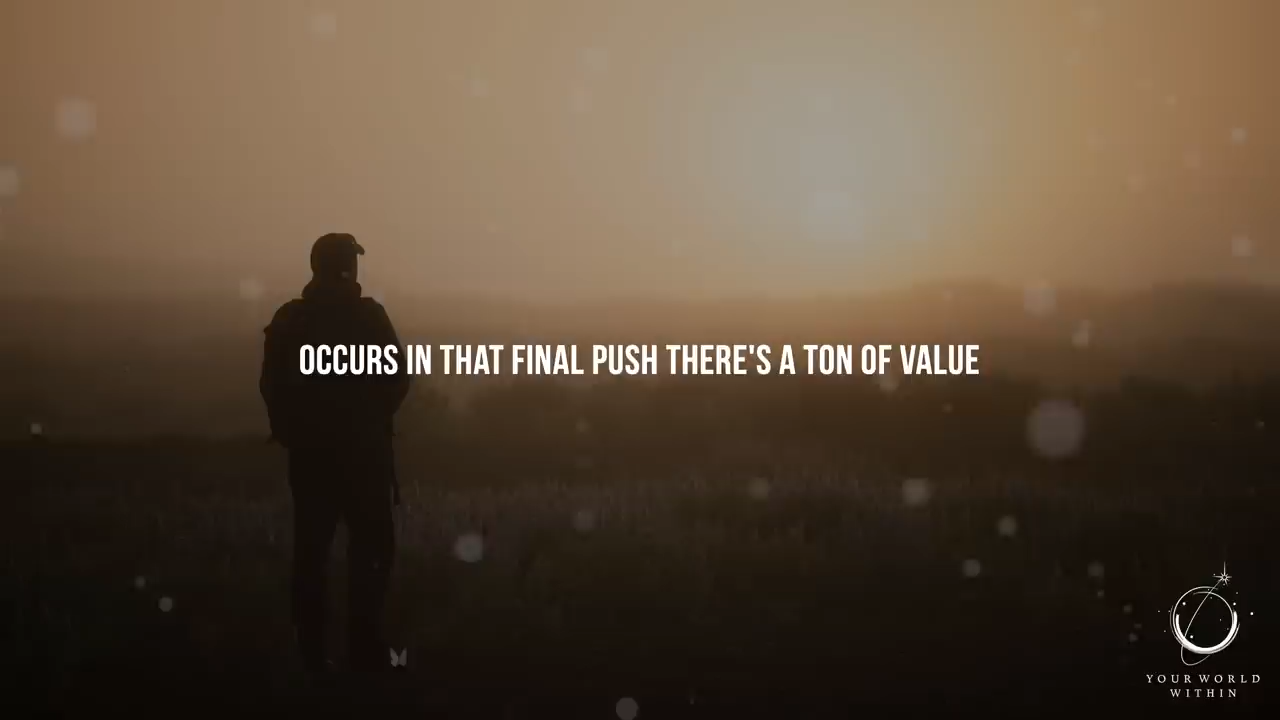 OCCURS IN THAT FINAL PUSH THERE'S A TON OF VALUE
YOUR WORLD
WITHIN